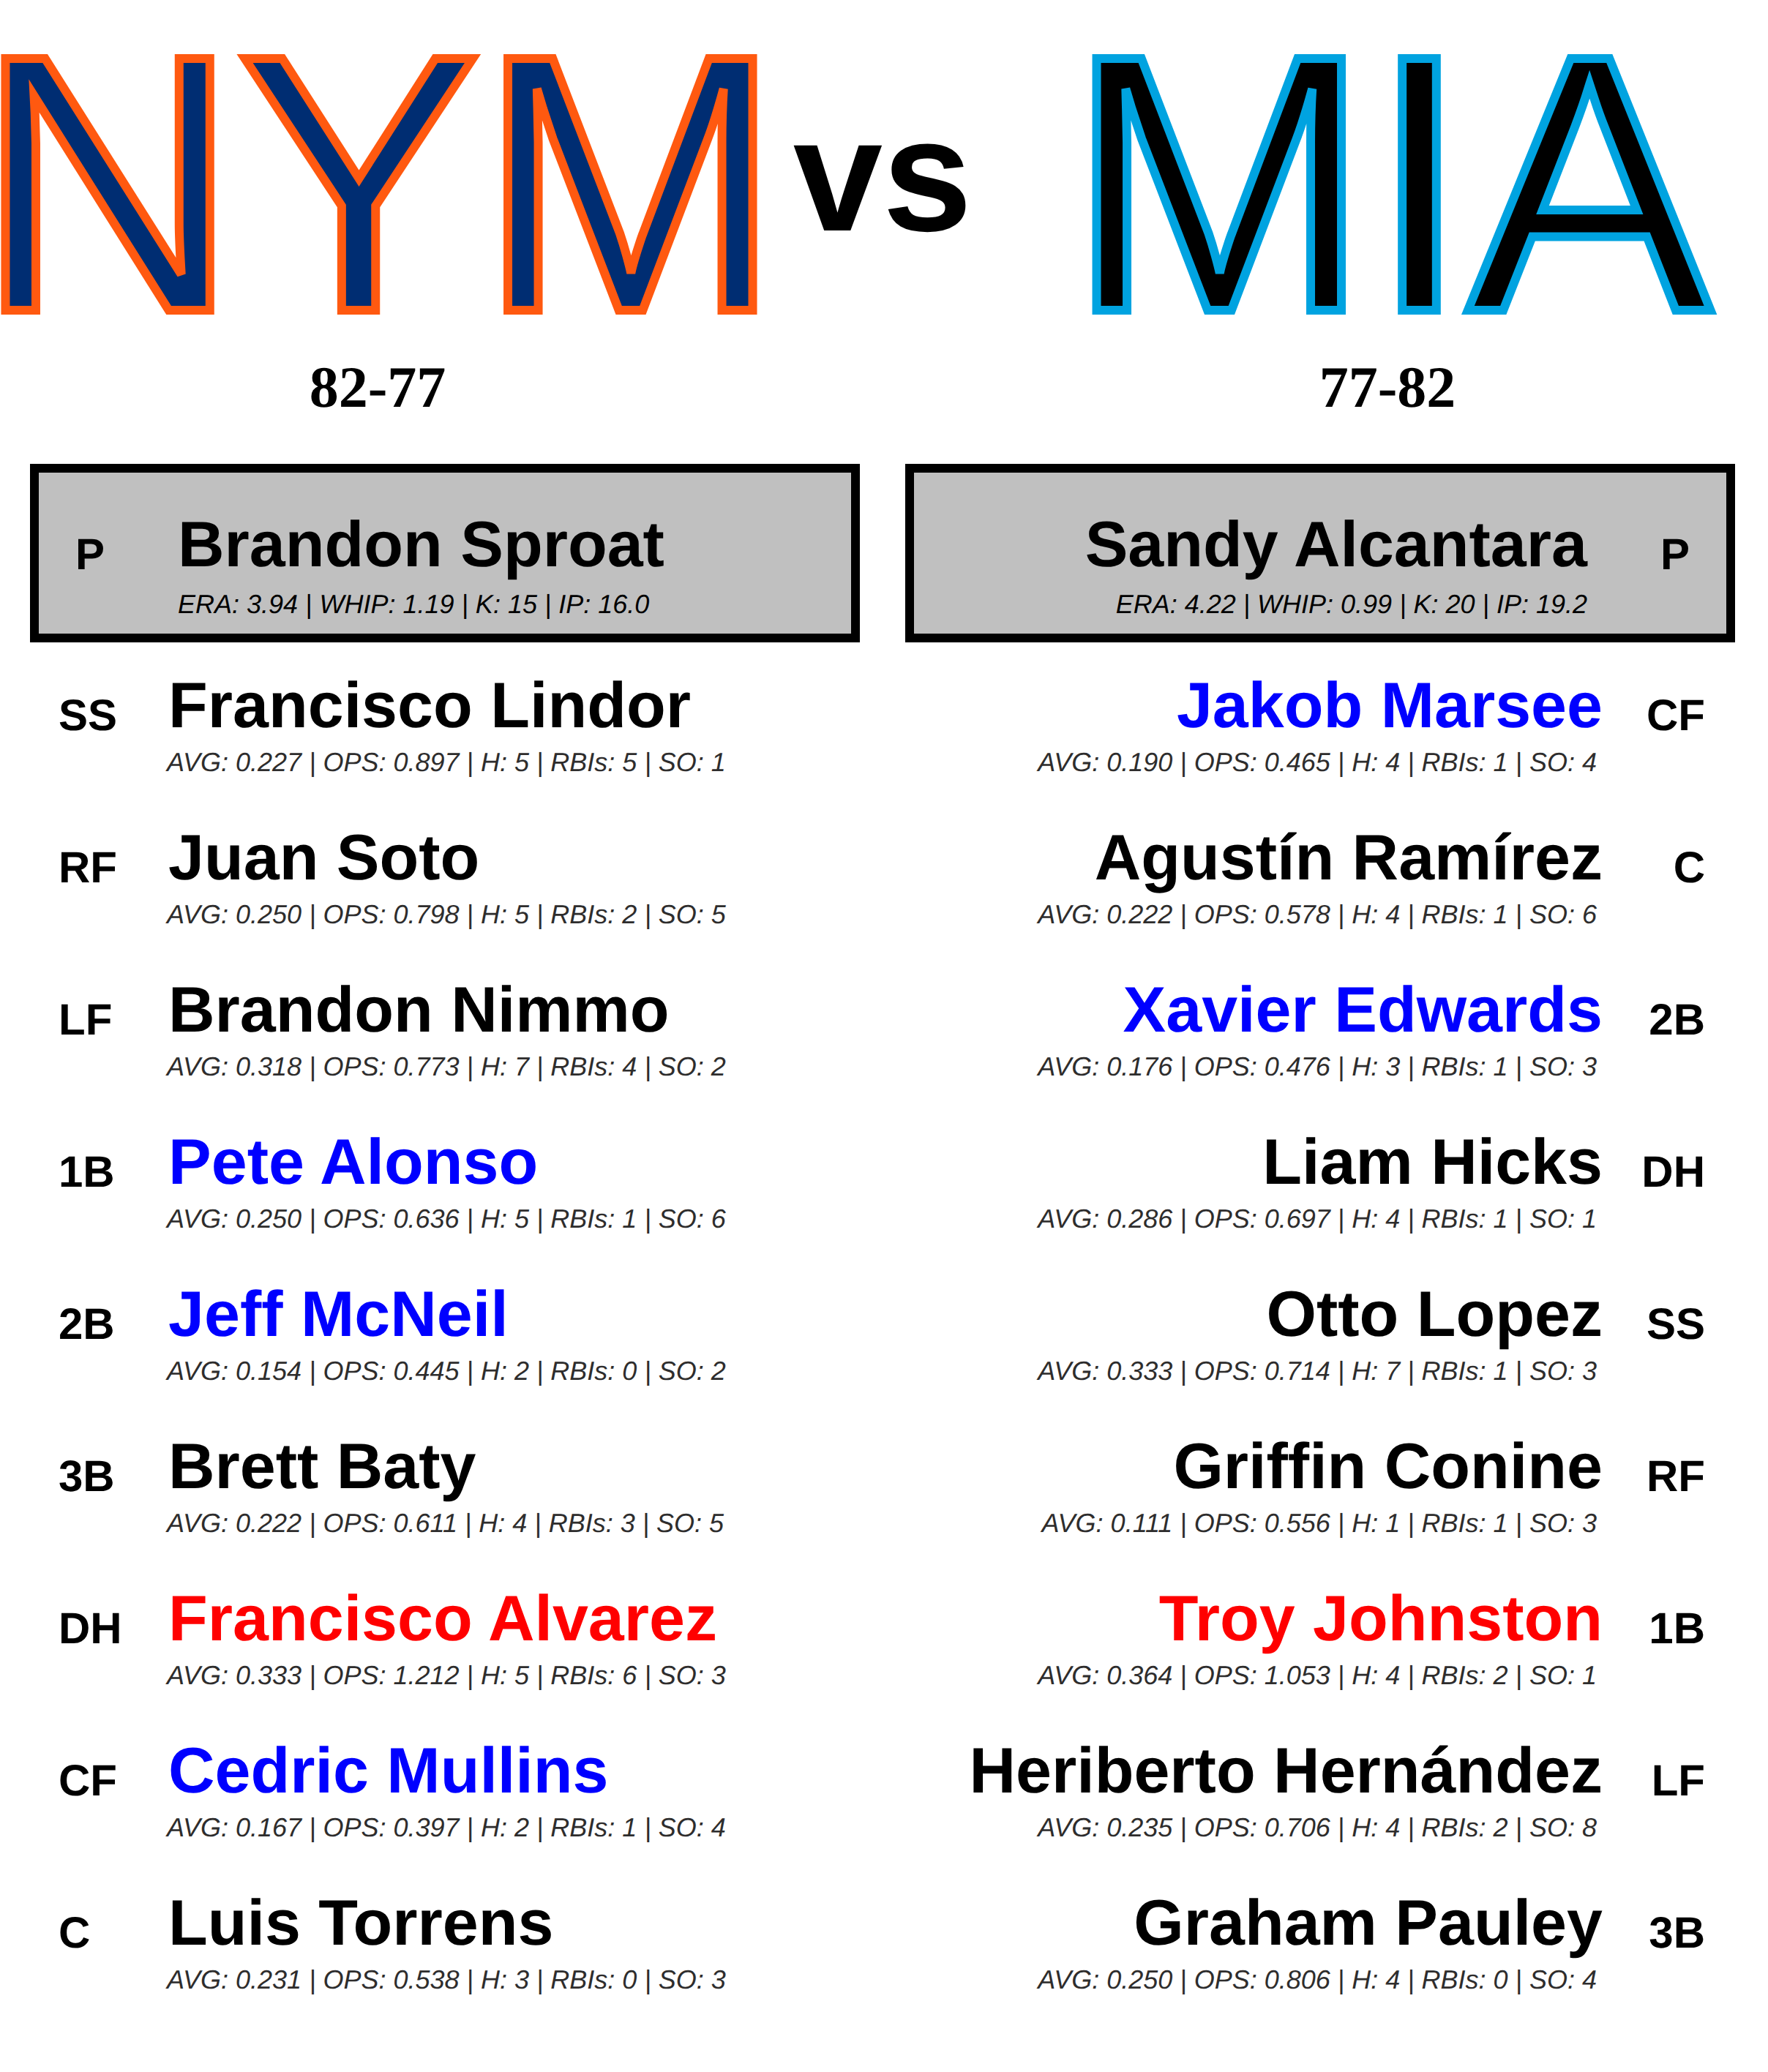 NYM vs MIA
82-77 77-82
P Brandon Sproat
ERA: 3.94 | WHIP: 1.19 | K: 15 | IP: 16.0
Sandy Alcantara P
ERA: 4.22 | WHIP: 0.99 | K: 20 | IP: 19.2
SS Francisco Lindor
AVG: 0.227 | OPS: 0.897 | H: 5 | RBIs: 5 | SO: 1
RF Juan Soto
AVG: 0.250 | OPS: 0.798 | H: 5 | RBIs: 2 | SO: 5
LF Brandon Nimmo
AVG: 0.318 | OPS: 0.773 | H: 7 | RBIs: 4 | SO: 2
1B Pete Alonso
AVG: 0.250 | OPS: 0.636 | H: 5 | RBIs: 1 | SO: 6
2B Jeff McNeil
AVG: 0.154 | OPS: 0.445 | H: 2 | RBIs: 0 | SO: 2
3B Brett Baty
AVG: 0.222 | OPS: 0.611 | H: 4 | RBIs: 3 | SO: 5
DH Francisco Alvarez
AVG: 0.333 | OPS: 1.212 | H: 5 | RBIs: 6 | SO: 3
CF Cedric Mullins
AVG: 0.167 | OPS: 0.397 | H: 2 | RBIs: 1 | SO: 4
C Luis Torrens
AVG: 0.231 | OPS: 0.538 | H: 3 | RBIs: 0 | SO: 3
Jakob Marsee CF
AVG: 0.190 | OPS: 0.465 | H: 4 | RBIs: 1 | SO: 4
Agustín Ramírez C
AVG: 0.222 | OPS: 0.578 | H: 4 | RBIs: 1 | SO: 6
Xavier Edwards 2B
AVG: 0.176 | OPS: 0.476 | H: 3 | RBIs: 1 | SO: 3
Liam Hicks DH
AVG: 0.286 | OPS: 0.697 | H: 4 | RBIs: 1 | SO: 1
Otto Lopez SS
AVG: 0.333 | OPS: 0.714 | H: 7 | RBIs: 1 | SO: 3
Griffin Conine RF
AVG: 0.111 | OPS: 0.556 | H: 1 | RBIs: 1 | SO: 3
Troy Johnston 1B
AVG: 0.364 | OPS: 1.053 | H: 4 | RBIs: 2 | SO: 1
Heriberto Hernández LF
AVG: 0.235 | OPS: 0.706 | H: 4 | RBIs: 2 | SO: 8
Graham Pauley 3B
AVG: 0.250 | OPS: 0.806 | H: 4 | RBIs: 0 | SO: 4